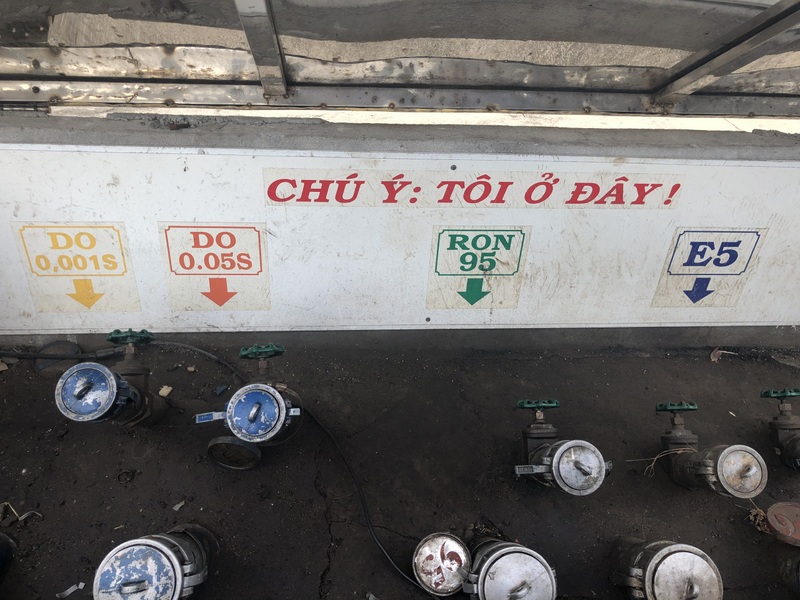 CHÚ Ý: TÔI Ở ĐÂY!
DO
0,001S
DO
0.05S
RON
95
E5